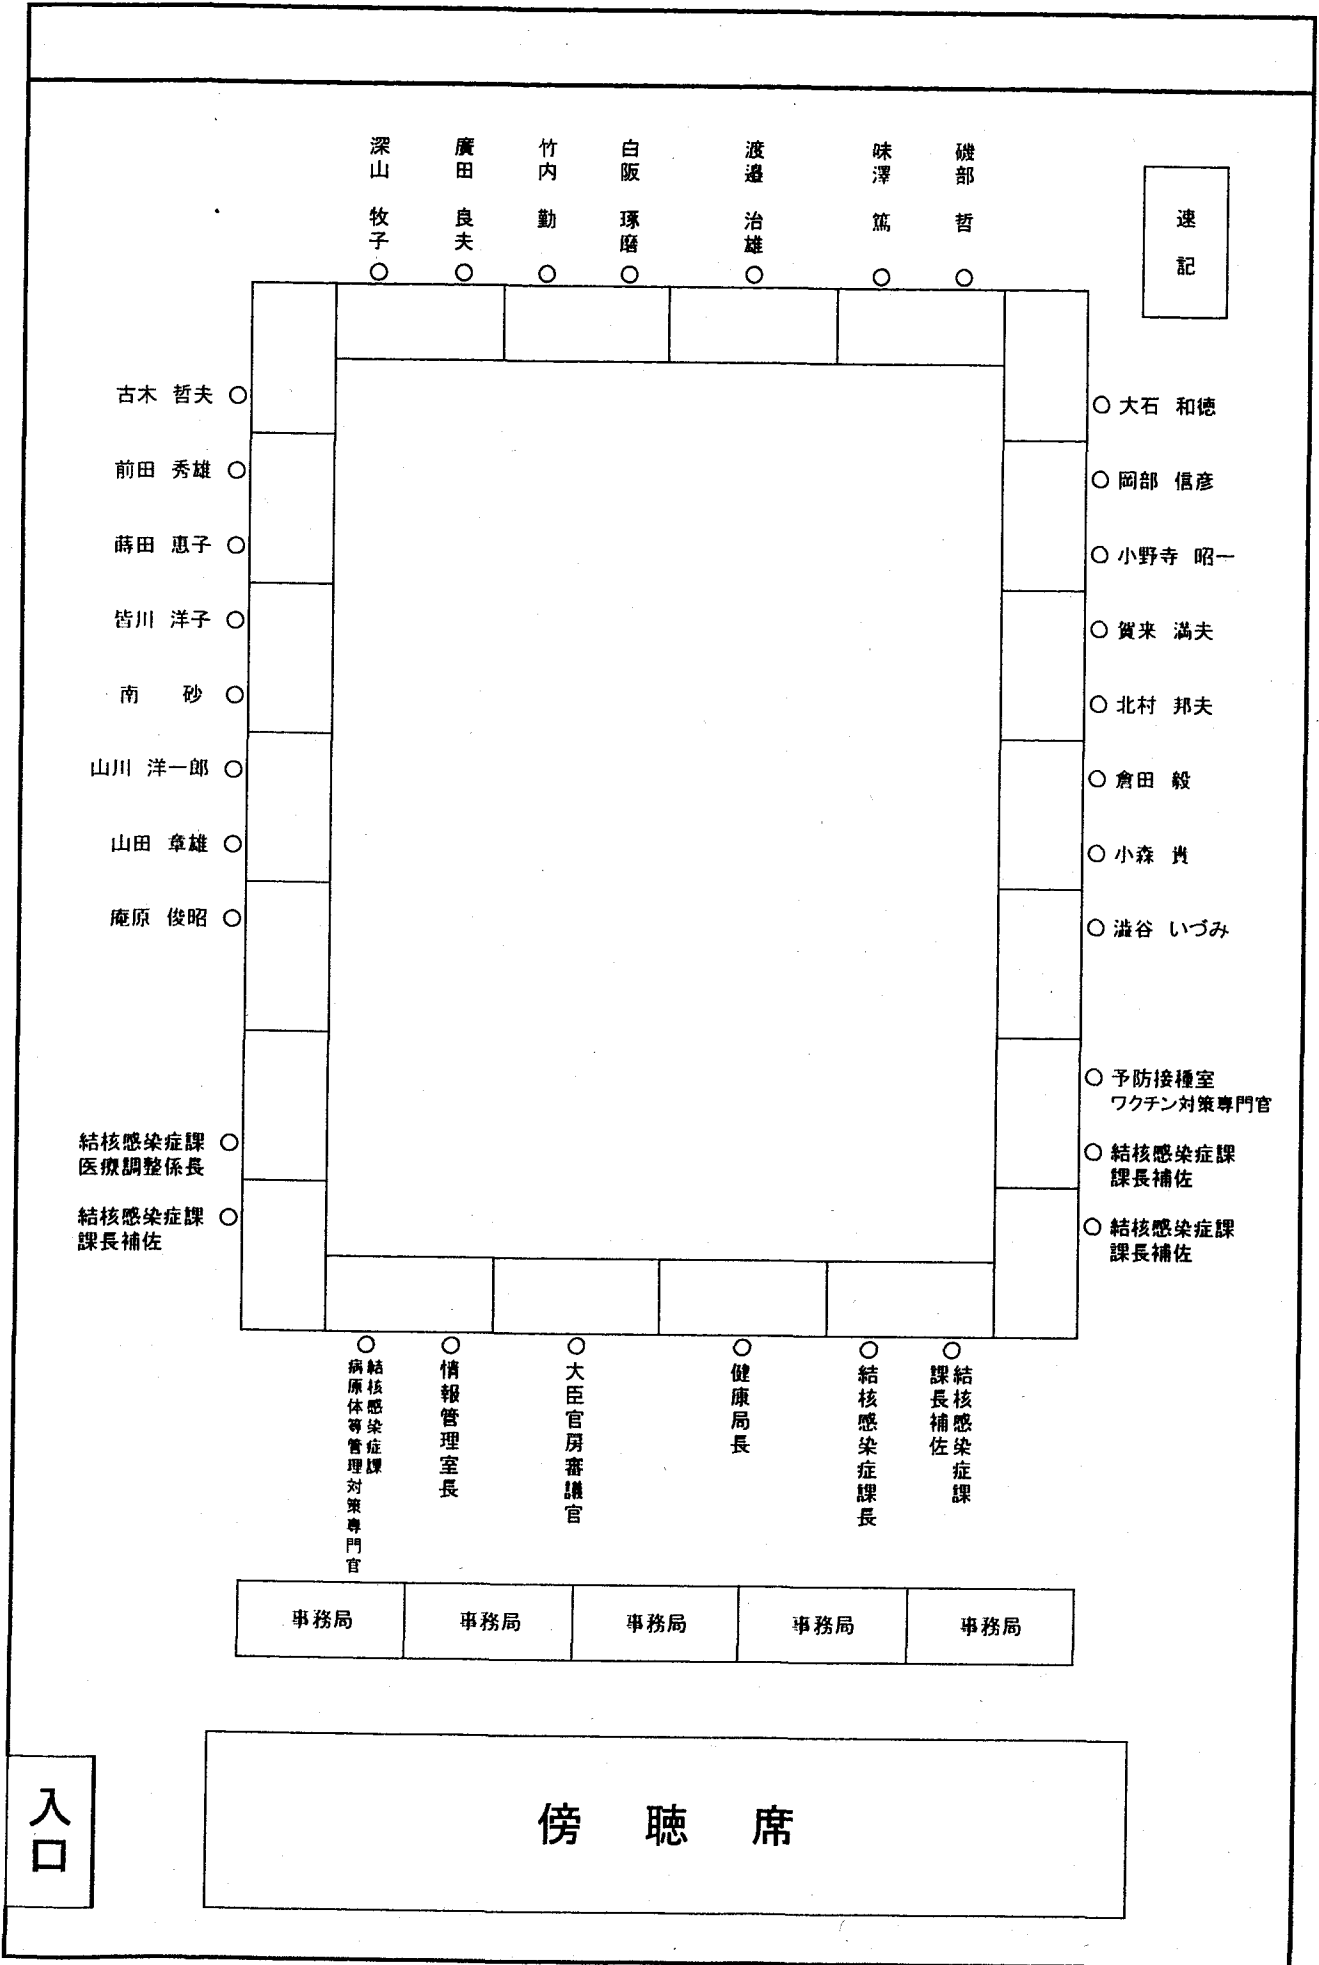 深山 牧子
廣田 良夫
竹内 勤
白阪 琢磨
渡邉 治雄
味澤 篤
磯部 哲
速記
古木 哲夫
前田 秀雄
蒔田 恵子
皆川 洋子
南 砂
山川 洋一郎
山田 章雄
庵原 俊昭
結核感染症課
医療調整係長
結核感染症課
課長補佐
大石 和徳
岡部 信彦
小野寺 昭一
賀来 満夫
北村 邦夫
倉田 毅
小森 貴
澁谷 いづみ
予防接種室
ワクチン対策専門官
結核感染症課
課長補佐
結核感染症課
課長補佐
結核感染症課
病原体等管理対策専門官
情報管理室長
大臣官房審議官
健康局長
結核感染症課長
結核感染症課
課長補佐
事務局
事務局
事務局
事務局
事務局
入口
傍聴席